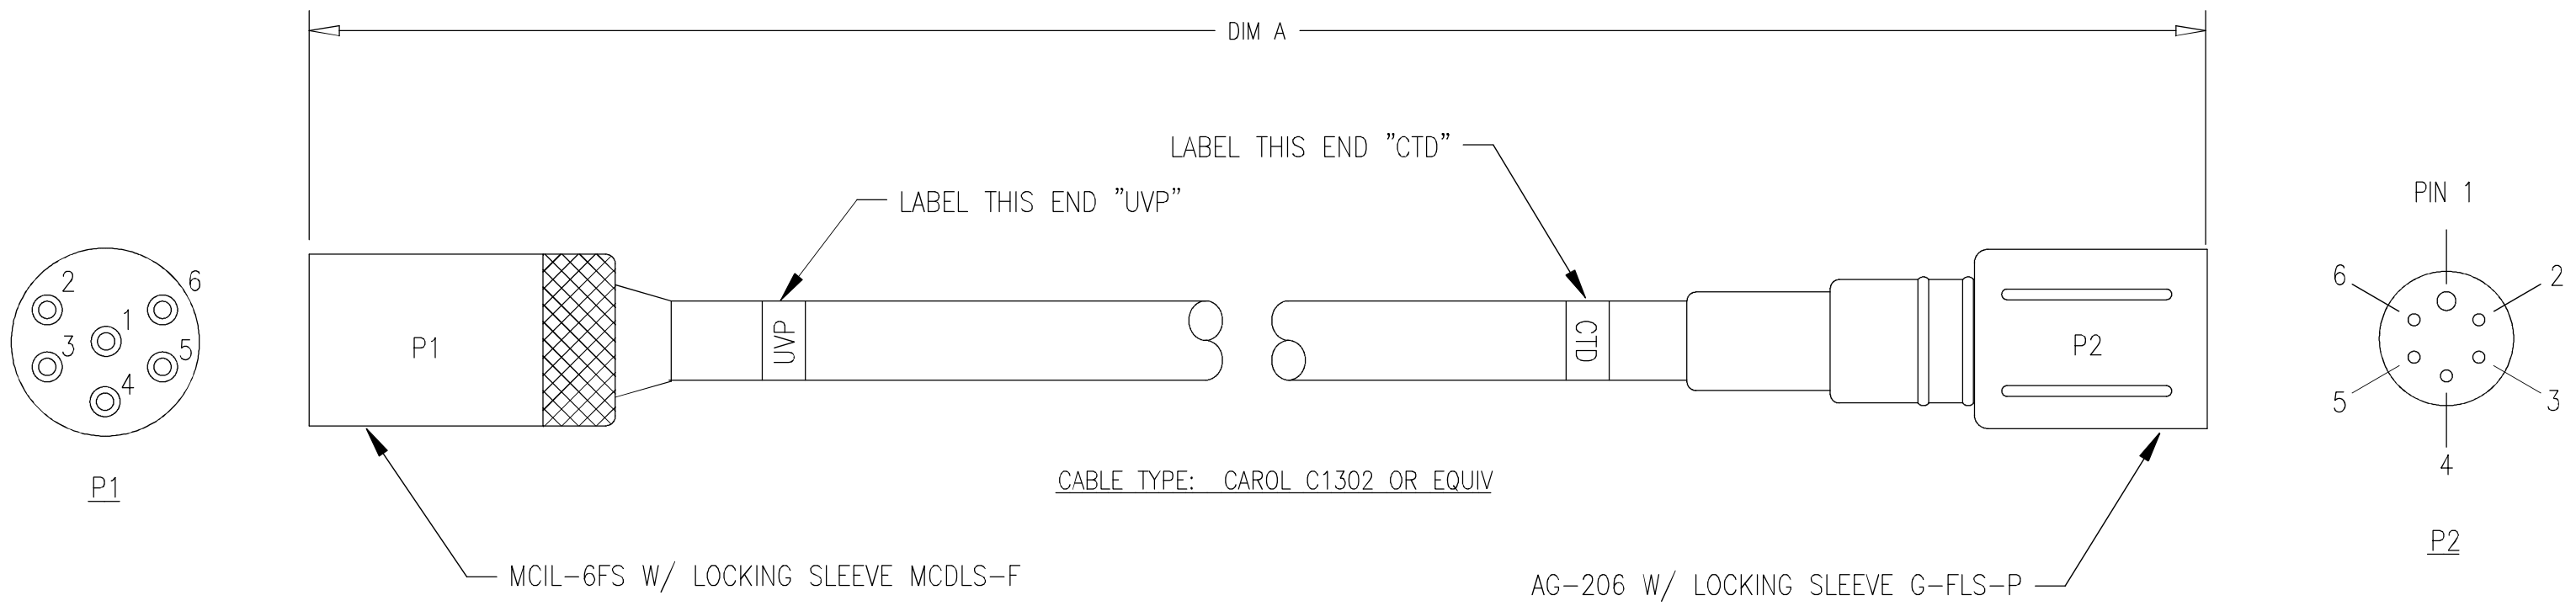 DIM A
LABEL THIS END "CTD"
LABEL THIS END "UVP"
PIN 1
2
6
1
3
5
4
P1
P1
UVP
CTD
P2
6
2
5
3
4
P2
CABLE TYPE: CAROL C1302 OR EQUIV
MCIL-6FS W/ LOCKING SLEEVE MCDLS-F
AG-206 W/ LOCKING SLEEVE G-FLS-P